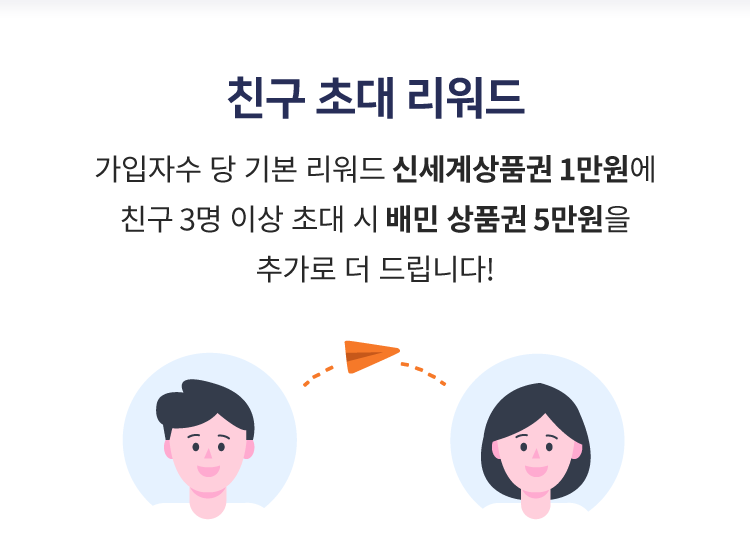 친구 초대 리워드
가입자수 당 기본 리워드 신세계상품권 1만원에
친구 3명 이상 초대 시 배민 상품권 5만원을
추가로 더 드립니다!